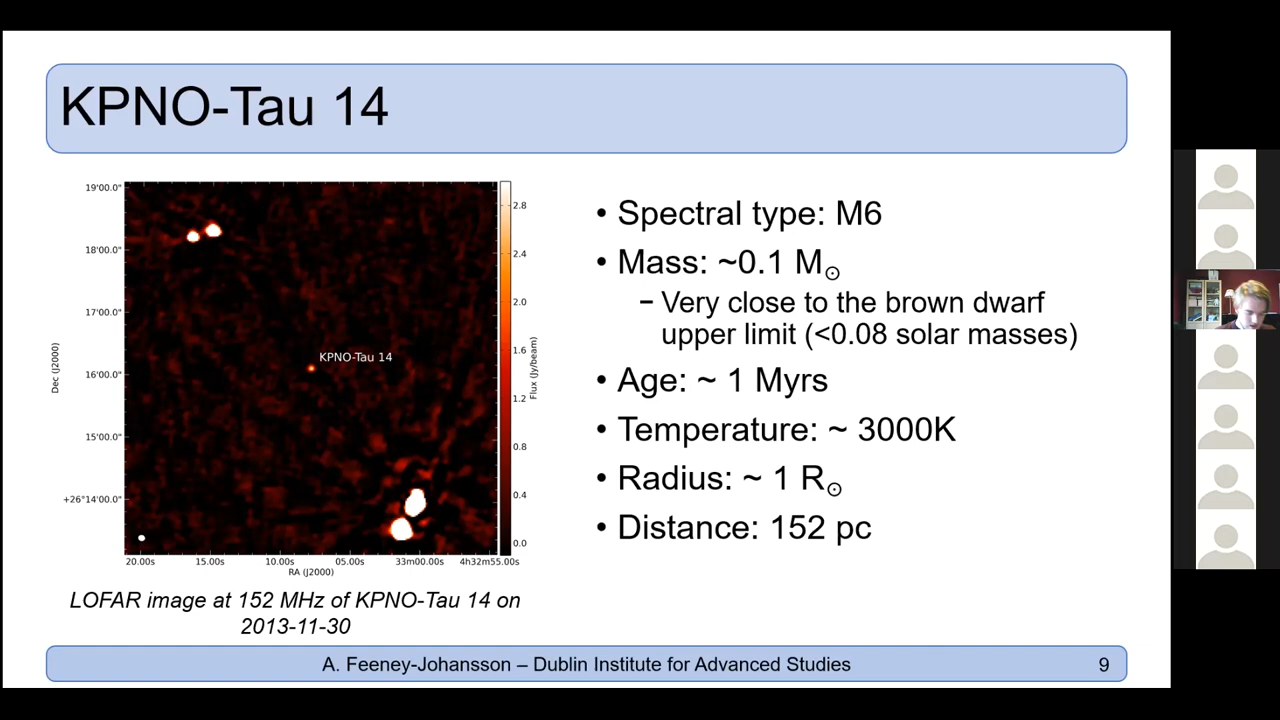 KPNO-Tau 14
19'00.0"
18'00.0"
17'00.0"
16'00.0"
15'00.0"
+26°14'00.0"
Dec (J2000)
KPNO-Tau 14
2.8
2.4
2.0
1.6
1.2
0.8
0.4
0.0
Flux (Jy/beam)
20.00s 15.00s 10.00s 05.00s 33m00.00s 4h32m55.00s
RA (J2000)
LOFAR image at 152 MHz of KPNO-Tau 14 on
2013-11-30
• Spectral type: M6
• Mass: ~0.1 M☉
– Very close to the brown dwarf
upper limit (<0.08 solar masses)
• Age: ~ 1 Myrs
• Temperature: ~ 3000K
• Radius: ~ 1 R☉
• Distance: 152 pc
A. Feeney-Johansson – Dublin Institute for Advanced Studies 9